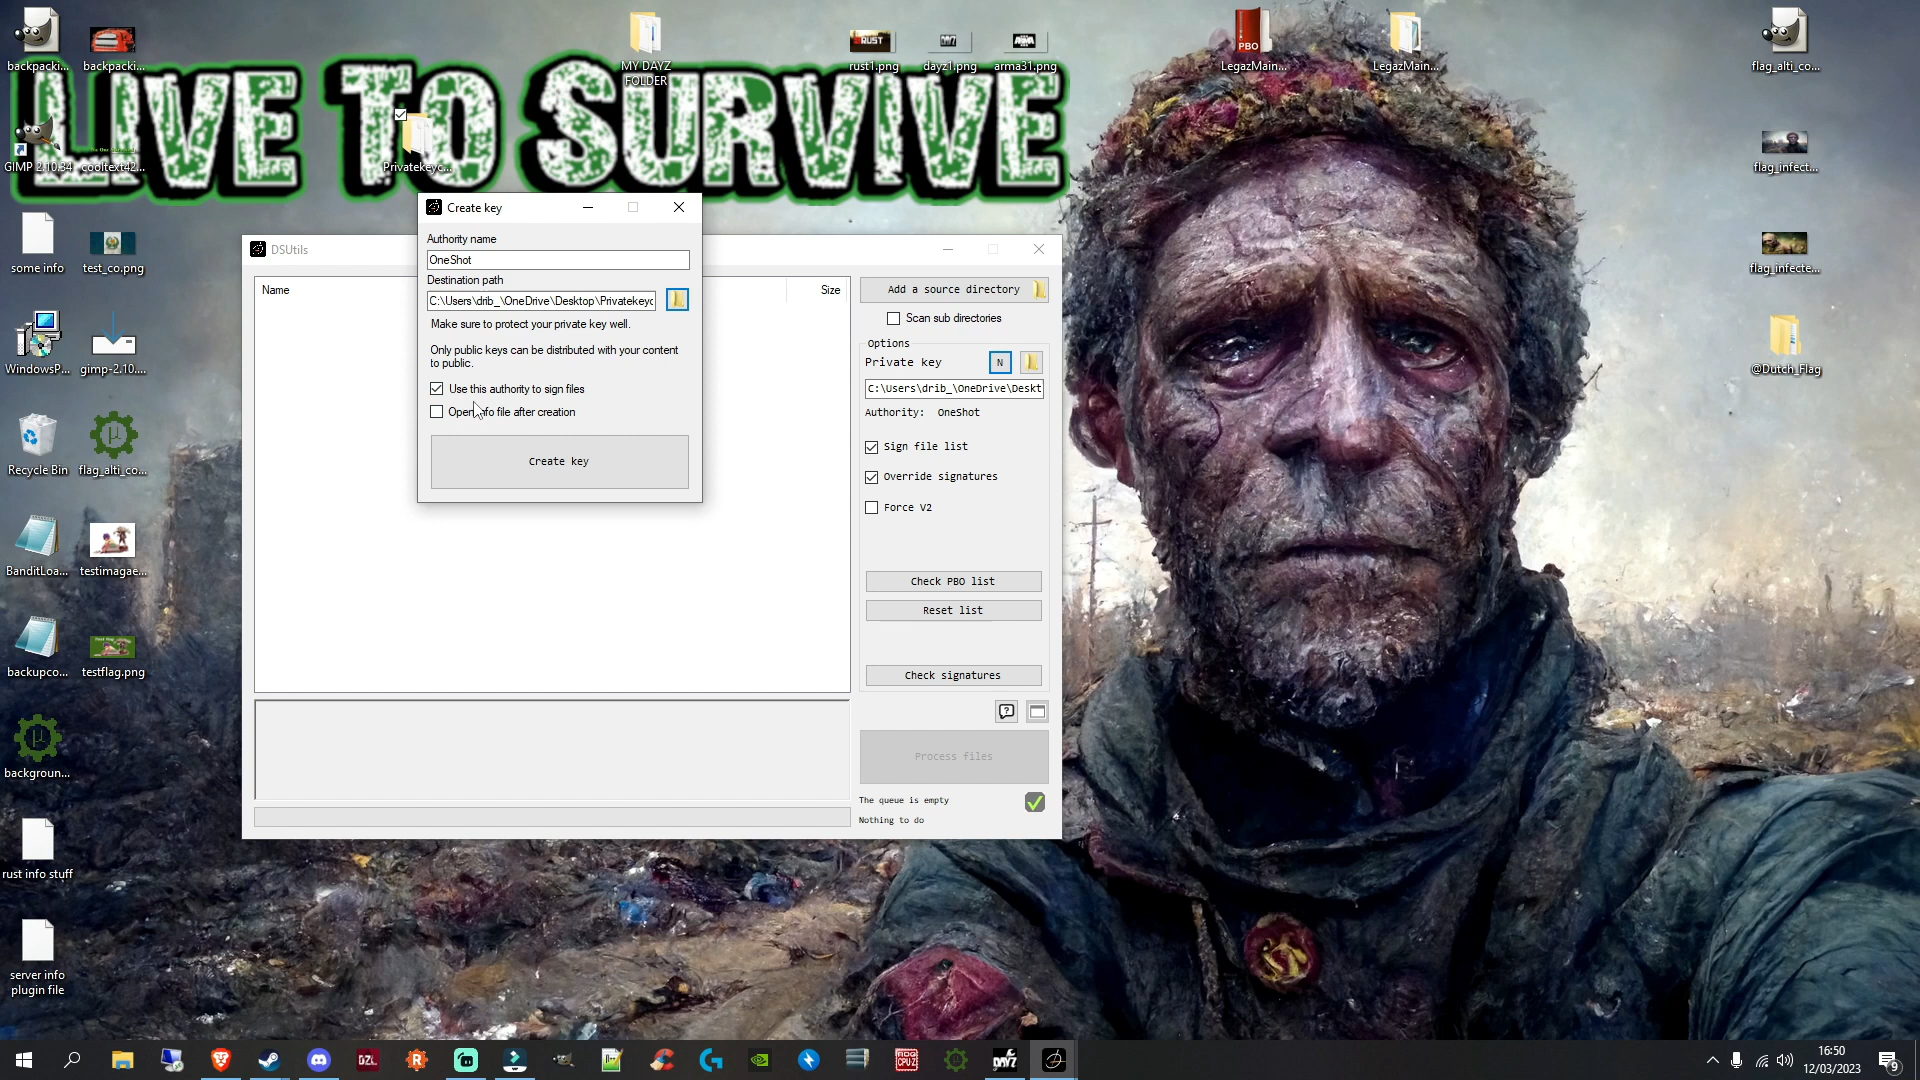 backpacki...
backpacki...
MY DAYZ
FOLDER
rust1.png
dayz1.png
arma31.png
PBO
LegazMain...
LegazMain...
flag_alti_co...
LIVE TO SURVIVE
GIMP 2.10.34
cooltext42...
Privatekeyc...
flag_infect...
some info
test_co.png
flag_infecte...
WindowsP...
gimp-2.10....
@Dutch_Flag
Recycle Bin
flag_alti_co...
BanditLoa...
testimagae...
backupco...
testflag.png
backgroun...
rust info stuff
server info
plugin file
Create key
Authority name
OneShot
Destination path
C:\Users\drib_\OneDrive\Desktop\Privatekeyc
Make sure to protect your private key well.
Only public keys can be distributed with your content
to public.
Use this authority to sign files
Open info file after creation
Create key
DSUtils
Name
Size
Add a source directory
Scan sub directories
Options
Private key
N
C:\Users\drib_\OneDrive\Deskt
Authority: OneShot
Sign file list
Override signatures
Force V2
Check PBO list
Reset list
Check signatures
Process files
The queue is empty
Nothing to do
DZL
16:50
12/03/2023
9